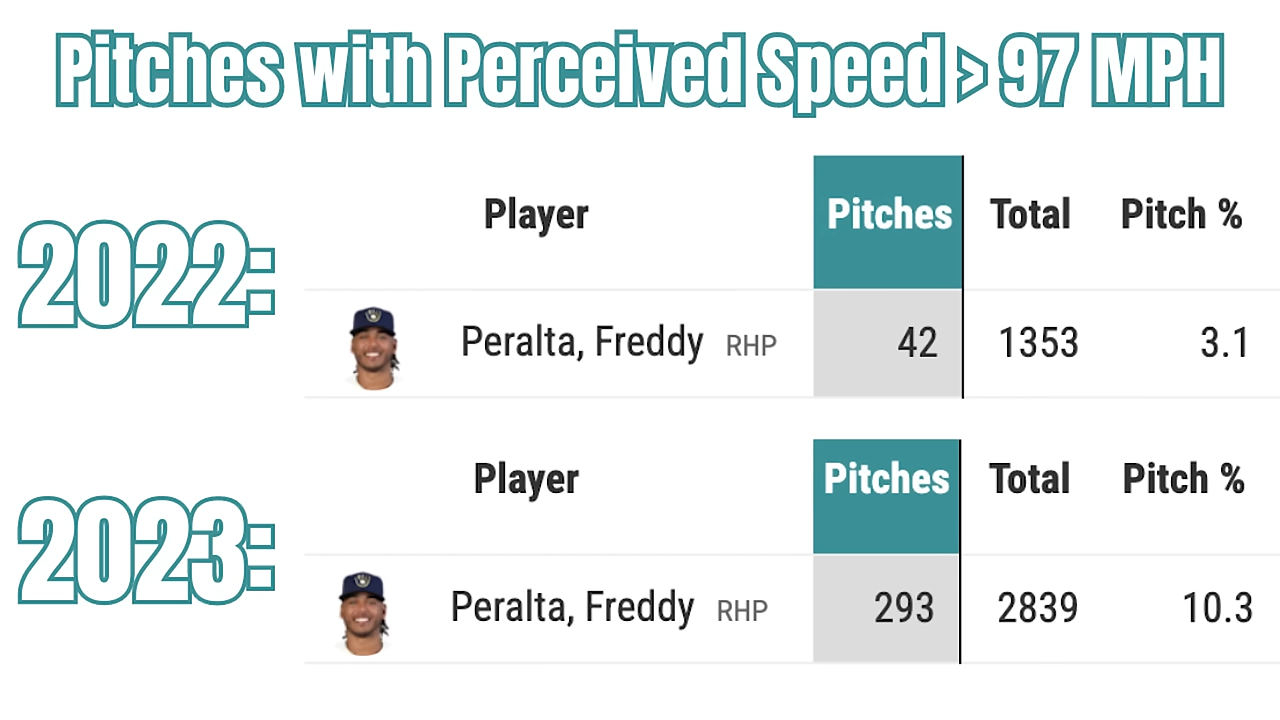 Pitches with Perceived Speed > 97 MPH
2022:
Player Pitches Total Pitch %
Peralta, Freddy RHP 42 1353 3.1
2023:
Player Pitches Total Pitch %
Peralta, Freddy RHP 293 2839 10.3